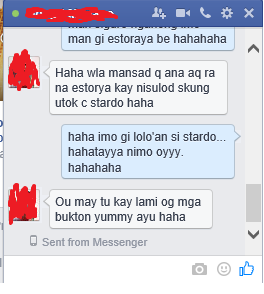 man gi estoraya be hahahaha
Haha wla mansad q ana aq ra
na estorya kay nisulod skung
utok c stardo haha
haha imo gi lolo'an si stardo...
hahatayya nimo oyyy.
hahahaha
Ou may tu kay lami og mga
bukton yummy ayu haha
Sent from Messenger